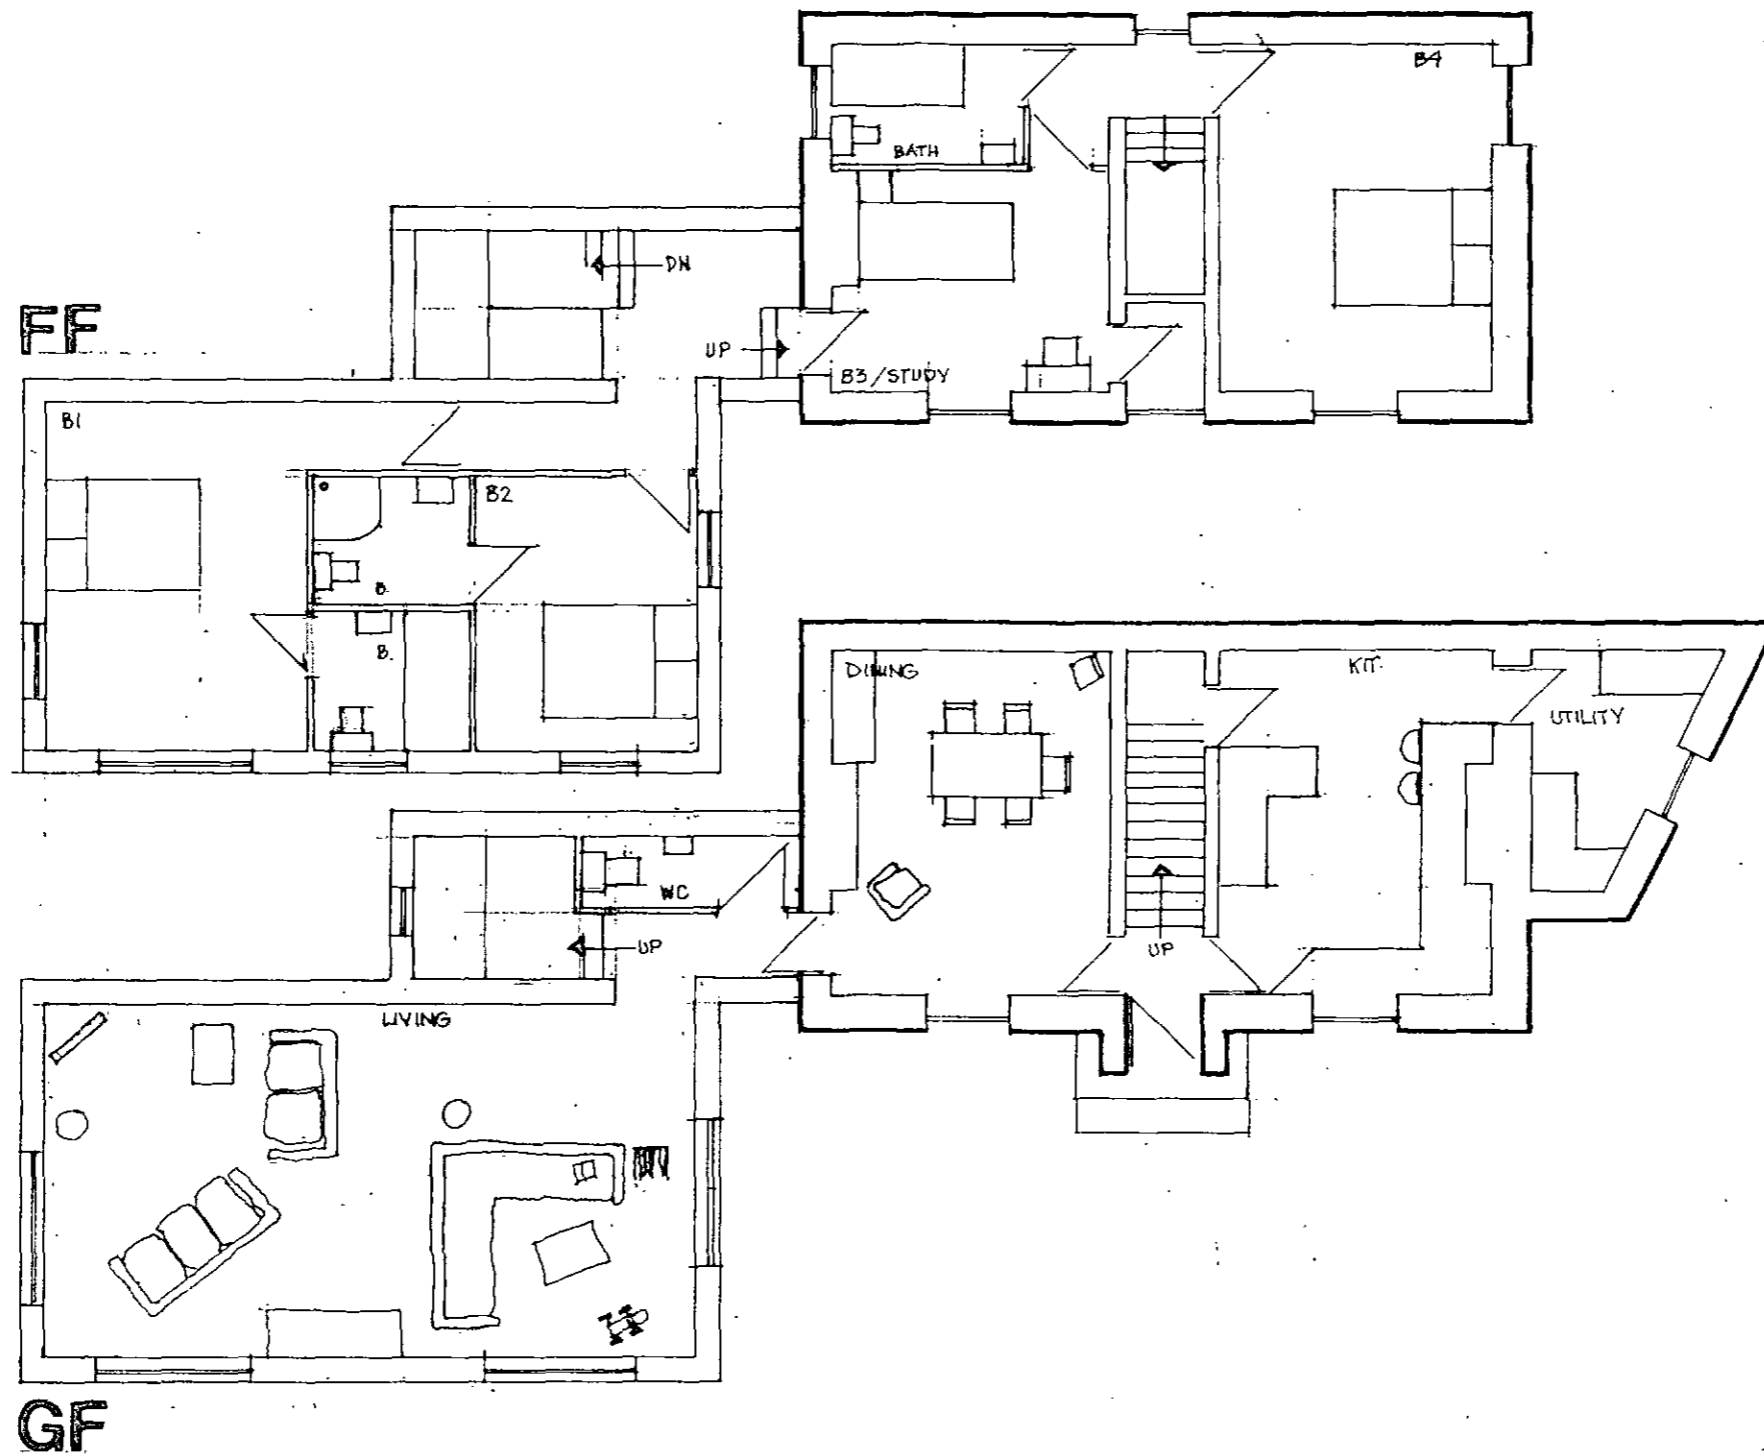 B4
BATH
DN
FF
UP
B3/STUDY
B1
B2
B.
B.
DINING
KIT.
UTILITY
WC
UP
UP
LIVING
GF